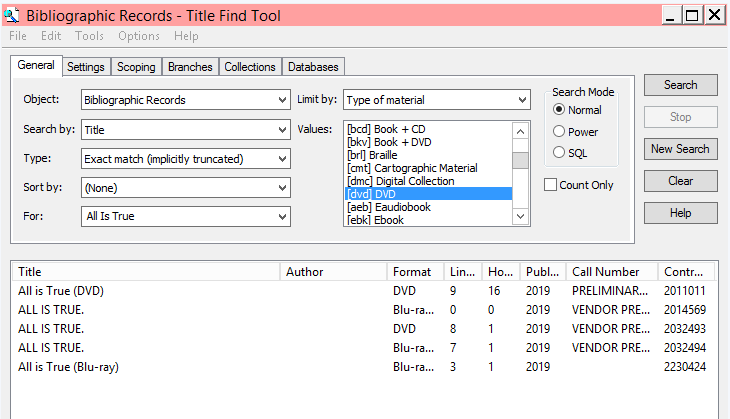 Bibliographic Records - Title Find Tool
File Edit Tools Options Help
General Settings Scoping Branches Collections Databases
Object: Bibliographic Records Limit by: Type of material Search Mode Search
Search by: Title Values: [bcd] Book + CD Normal Stop
[bkv] Book + DVD Power
[brl] Braille
Type: Exact match (implicitly truncated) [cmt] Cartographic Material SQL New Search
[dmc] Digital Collection
Sort by: (None) [dvd] DVD Count Only Clear
[aeb] Eaudiobook
For: All Is True [ebk] Ebook Help
Title Author Format Lin... Ho... Publ... Call Number Contr...
All is True (DVD) DVD 9 16 2019 PRELIMINAR... 2011011
ALL IS TRUE. Blu-ra... 0 0 2019 VENDOR PRE... 2014569
ALL IS TRUE. DVD 8 1 2019 VENDOR PRE... 2032493
ALL IS TRUE. Blu-ra... 7 1 2019 VENDOR PRE... 2032494
All is True (Blu-ray) Blu-ra... 3 1 2019 2230424